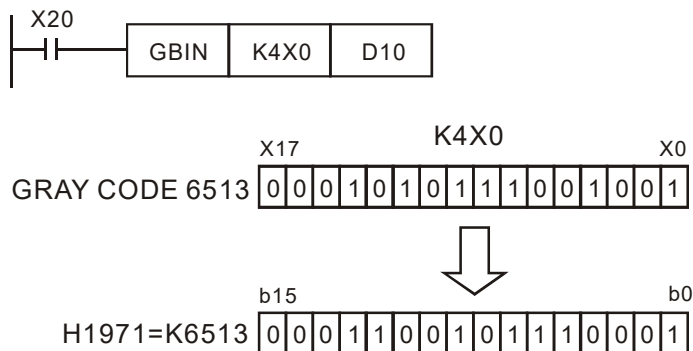 X20
GBIN K4X0 D10
K4X0
X17 X0
GRAY CODE 6513 0 0 0 1 0 1 0 1 1 1 0 0 1 0 0 1
b15 b0
H1971=K6513 0 0 0 1 1 0 0 1 0 1 1 1 0 0 0 1